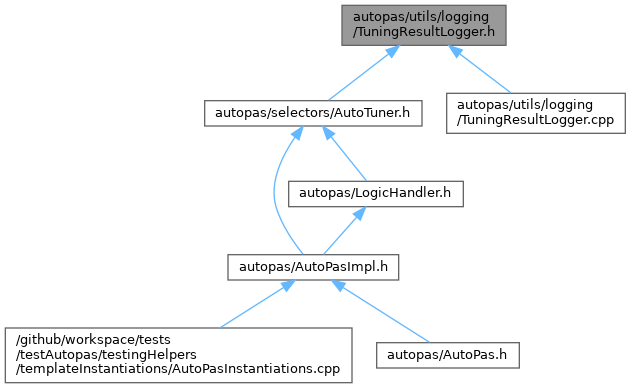 autopas/utils/logging
/TuningResultLogger.h
autopas/selectors/AutoTuner.h
autopas/utils/logging
/TuningResultLogger.cpp
autopas/LogicHandler.h
autopas/AutoPasImpl.h
/github/workspace/tests
/testAutopas/testingHelpers
/templateInstantiations/AutoPasInstantiations.cpp
autopas/AutoPas.h